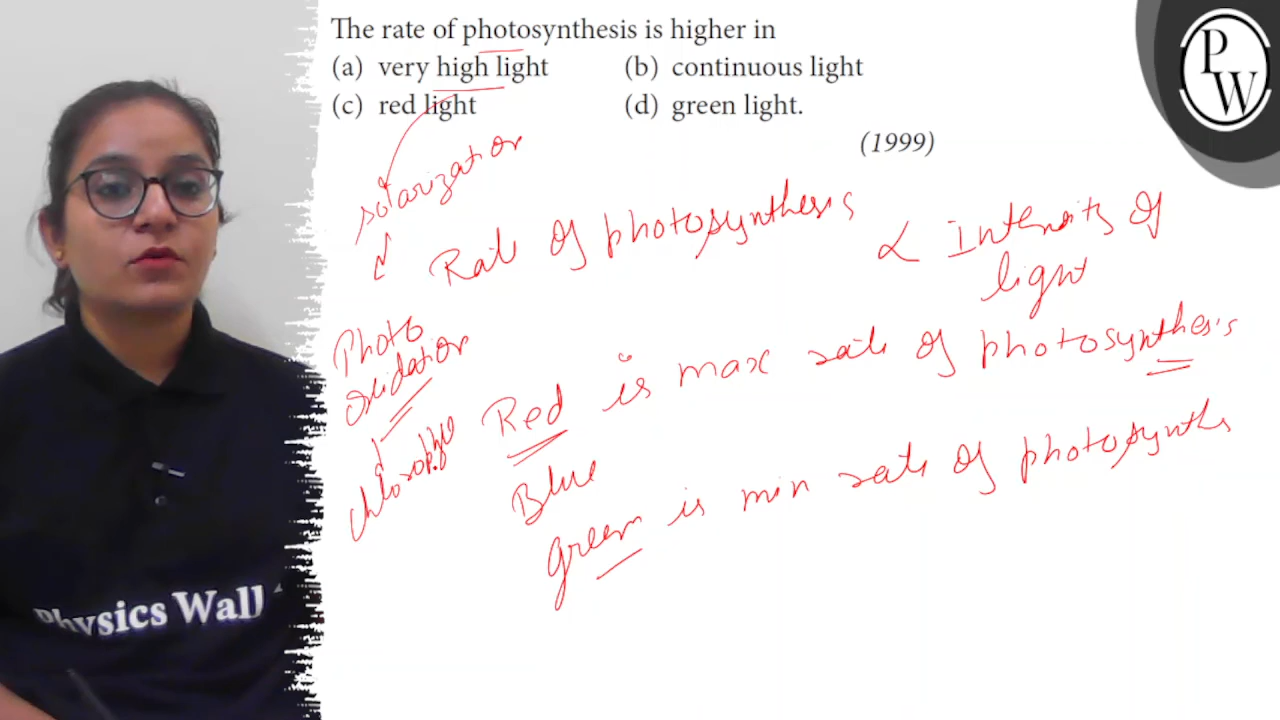 The rate of photosynthesis is higher in
(a) very high light (b) continuous light
(c) red light (d) green light.
(1999)
PW
solarization
Rate of photosynthesis ∝ Intensity of
light
Photo
oxidation
chlorophyll
Red is max rate of photosynthesis
Blue
green is min rate of photosynthe
Physics Wall